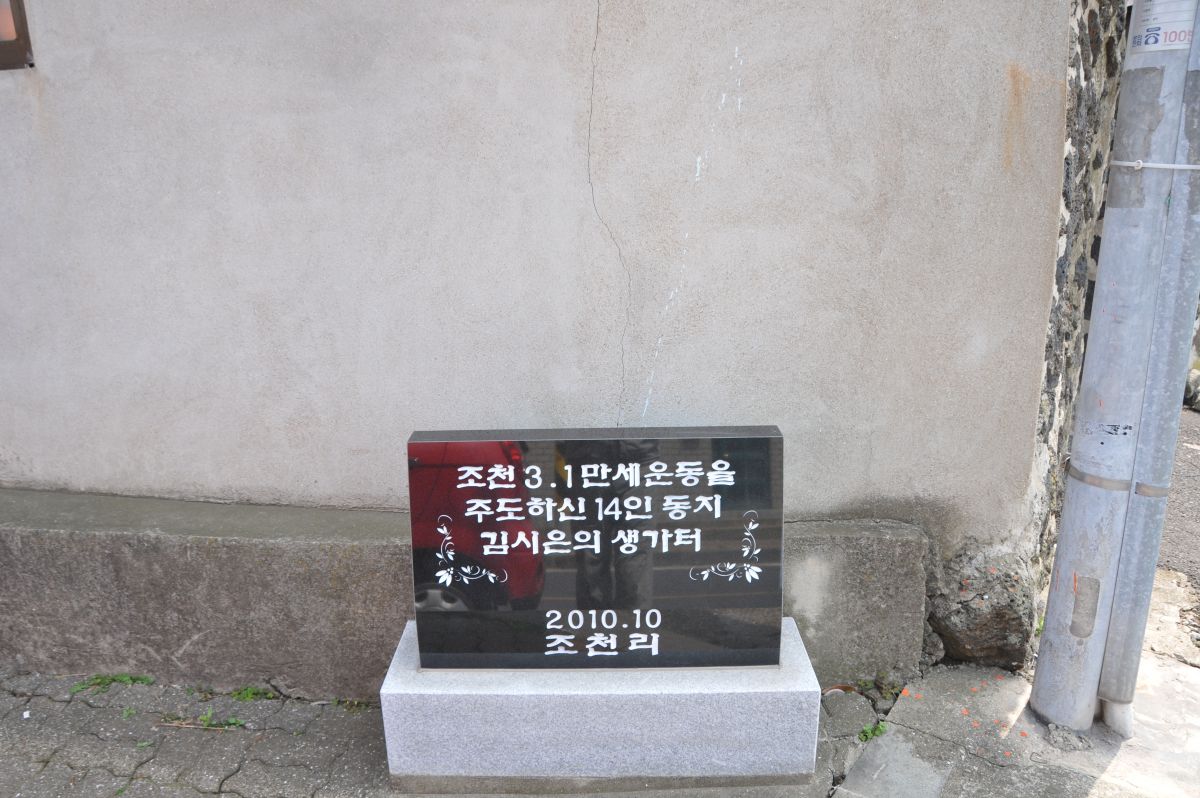 조천 3.1만세운동을
주도하신 14인 동지
김시은의 생가터
2010.10
조천리